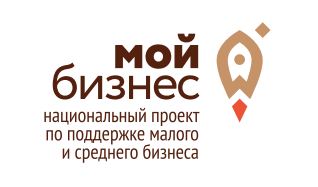 мой
бизнес
национальный проект
по поддержке малого
и среднего бизнеса